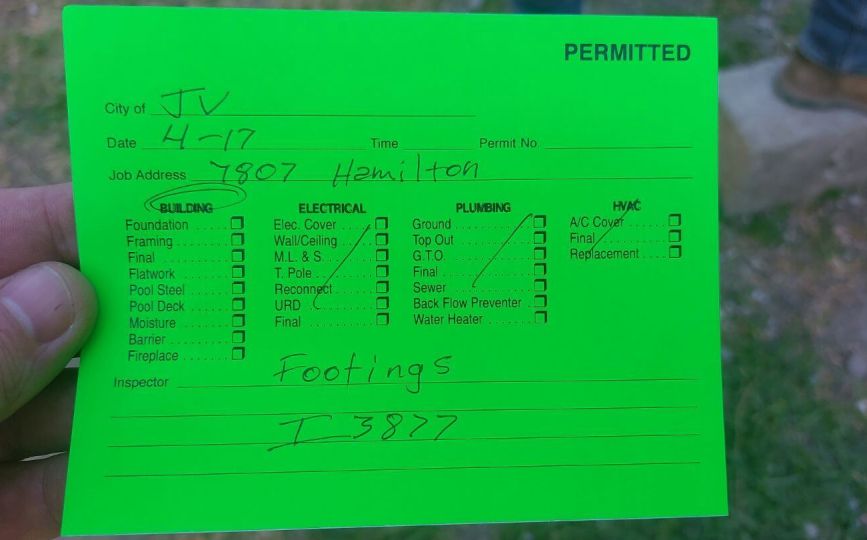 PERMITTED
City of JV
Date 4-17 Time Permit No.
Job Address 7807 Hamilton
BUILDING ELECTRICAL PLUMBING HVAC
Foundation Elec. Cover Ground A/C Cover
Framing Wall/Ceiling Top Out Final
Final M.L. & S. G.T.O. Replacement
Flatwork T. Pole Final
Pool Steel Reconnect Sewer
Pool Deck URD Back Flow Preventer
Moisture Final Water Heater
Barrier
Fireplace
Inspector Footings
I 3877